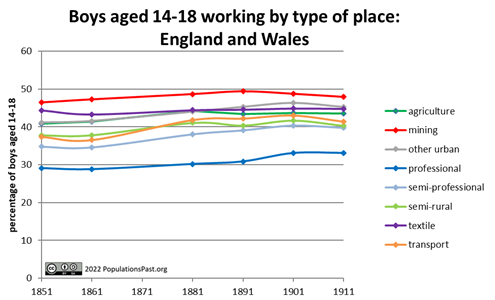 Boys aged 14-18 working by type of place:
England and Wales
percentage of boys aged 14-18
60
50
40
30
20
10
0
1851
1861
1871
1881
1891
1901
1911
agriculture
mining
other urban
professional
semi-professional
semi-rural
textile
transport
cc
BY
2022 PopulationsPast.org